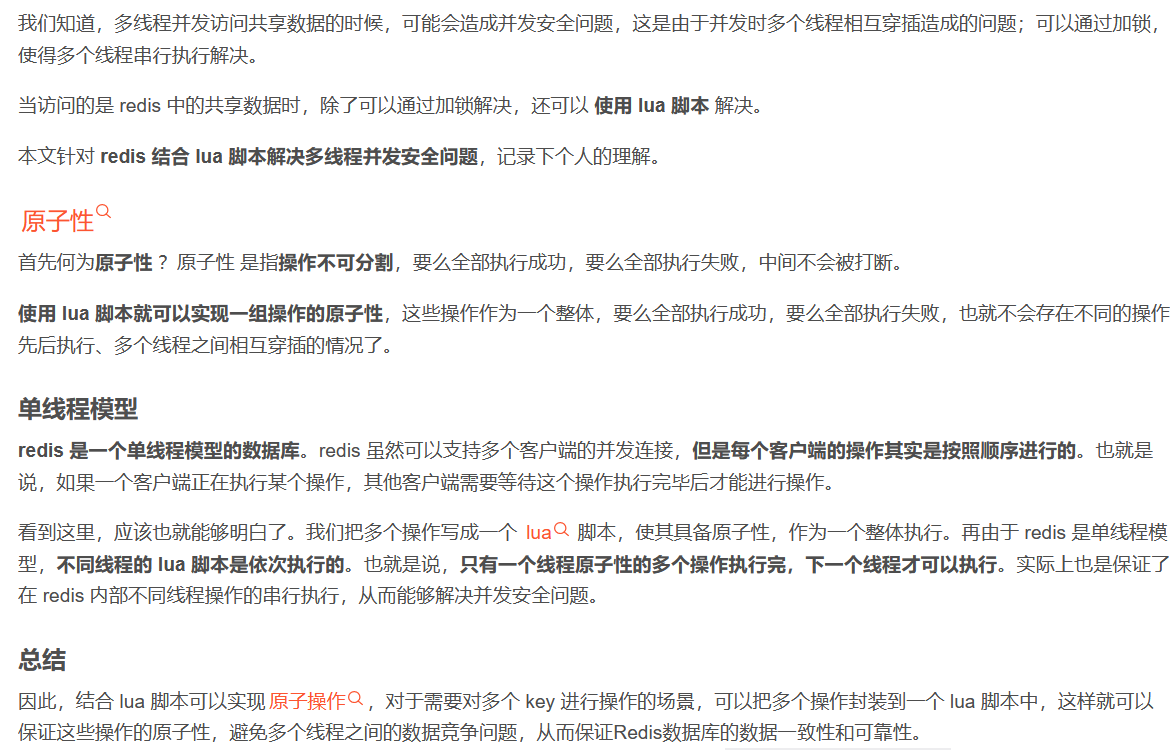 我们知道，多线程并发访问共享数据的时候，可能会造成并发安全问题，这是由于并发时多个线程相互穿插造成的问题；可以通过加锁，
使得多个线程串行执行解决。
当访问的是 redis 中的共享数据时，除了可以通过加锁解决，还可以 使用 lua 脚本 解决。
本文针对 redis 结合 lua 脚本解决多线程并发安全问题，记录下个人的理解。
原子性
首先何为原子性 ？原子性 是指操作不可分割，要么全部执行成功，要么全部执行失败，中间不会被打断。
使用 lua 脚本就可以实现一组操作的原子性，这些操作作为一个整体，要么全部执行成功，要么全部执行失败，也就不会存在不同的操作
先后执行、多个线程之间相互穿插的情况了。
单线程模型
redis 是一个单线程模型的数据库。redis 虽然可以支持多个客户端的并发连接，但是每个客户端的操作其实是按照顺序进行的。也就是
说，如果一个客户端正在执行某个操作，其他客户端需要等待这个操作执行完毕后才能进行操作。
看到这里，应该也就能够明白了。我们把多个操作写成一个 lua 脚本，使其具备原子性，作为一个整体执行。再由于 redis 是单线程模
型，不同线程的 lua 脚本是依次执行的。也就是说，只有一个线程原子性的多个操作执行完，下一个线程才可以执行。实际上也是保证了
在 redis 内部不同线程操作的串行执行，从而能够解决并发安全问题。
总结
因此，结合 lua 脚本可以实现原子操作，对于需要对多个 key 进行操作的场景，可以把多个操作封装到一个 lua 脚本中，这样就可以
保证这些操作的原子性，避免多个线程之间的数据竞争问题，从而保证Redis数据库的数据一致性和可靠性。